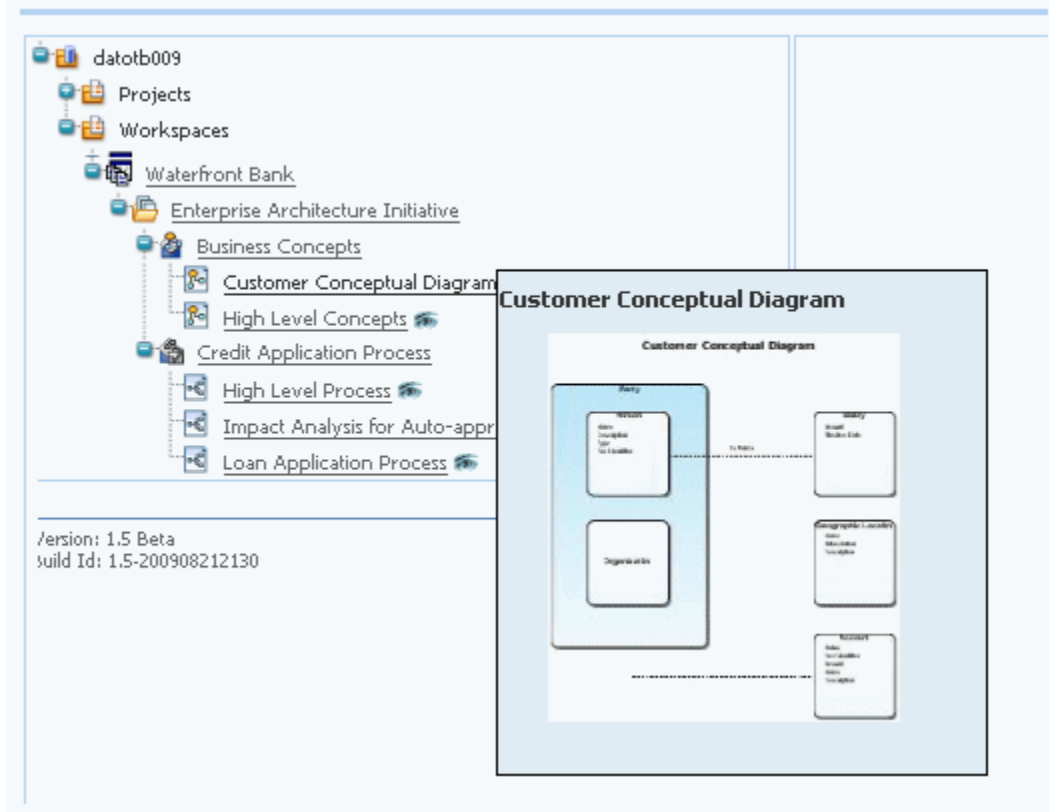 datotb009
Projects
Workspaces
Waterfront Bank
Enterprise Architecture Initiative
Business Concepts
Customer Conceptual Diagram
High Level Concepts
Credit Application Process
High Level Process
Impact Analysis for Auto-appr
Loan Application Process
Version: 1.5 Beta
Build Id: 1.5-200908212130
Customer Conceptual Diagram
Customer Conceptual Diagram
Party
Organization
Account